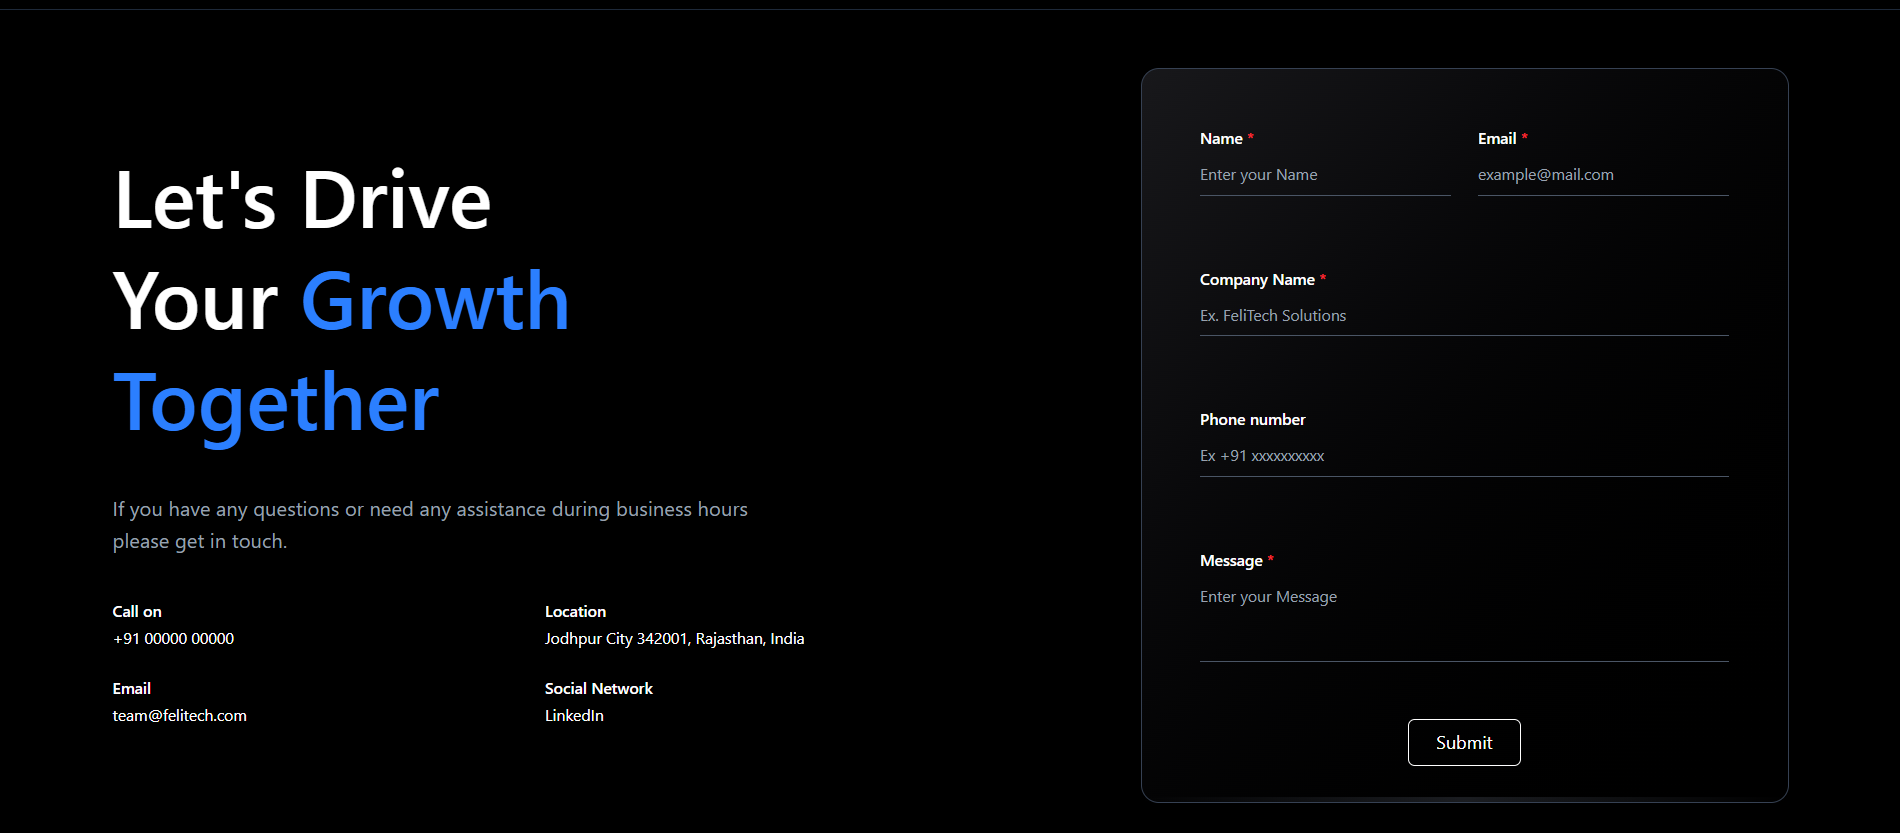 Let's Drive
Your Growth
Together
If you have any questions or need any assistance during business hours
please get in touch.
Call on
+91 00000 00000
Location
Jodhpur City 342001, Rajasthan, India
Email
team@felitech.com
Social Network
LinkedIn
Name *
Enter your Name
Email *
example@mail.com
Company Name *
Ex. FeliTech Solutions
Phone number
Ex +91 xxxxxxxxxx
Message *
Enter your Message
Submit